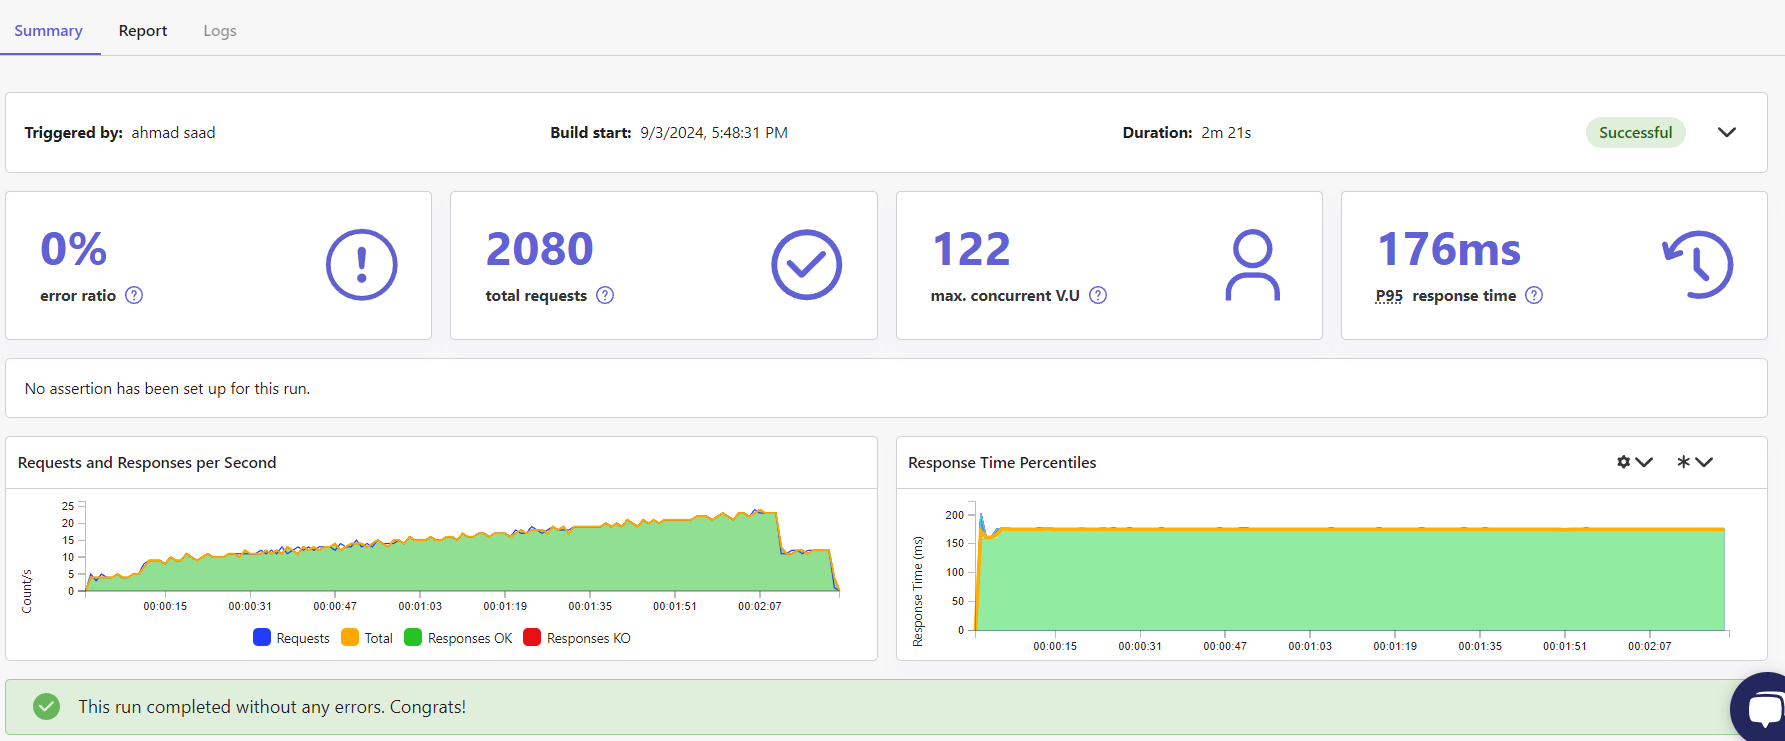 Summary Report Logs
Triggered by: ahmad saad Build start: 9/3/2024, 5:48:31 PM Duration: 2m 21s Successful
0% 2080 122 176ms
error ratio ? total requests ? max. concurrent V.U ? P95 response time ?
No assertion has been set up for this run.
Requests and Responses per Second
Count/s
25
20
15
10
5
0
00:00:15 00:00:31 00:00:47 00:01:03 00:01:19 00:01:35 00:01:51 00:02:07
Requests Total Responses OK Responses KO
Response Time Percentiles
Response Time (ms)
200
150
100
50
0
00:00:15 00:00:31 00:00:47 00:01:03 00:01:19 00:01:35 00:01:51 00:02:07
This run completed without any errors. Congrats!